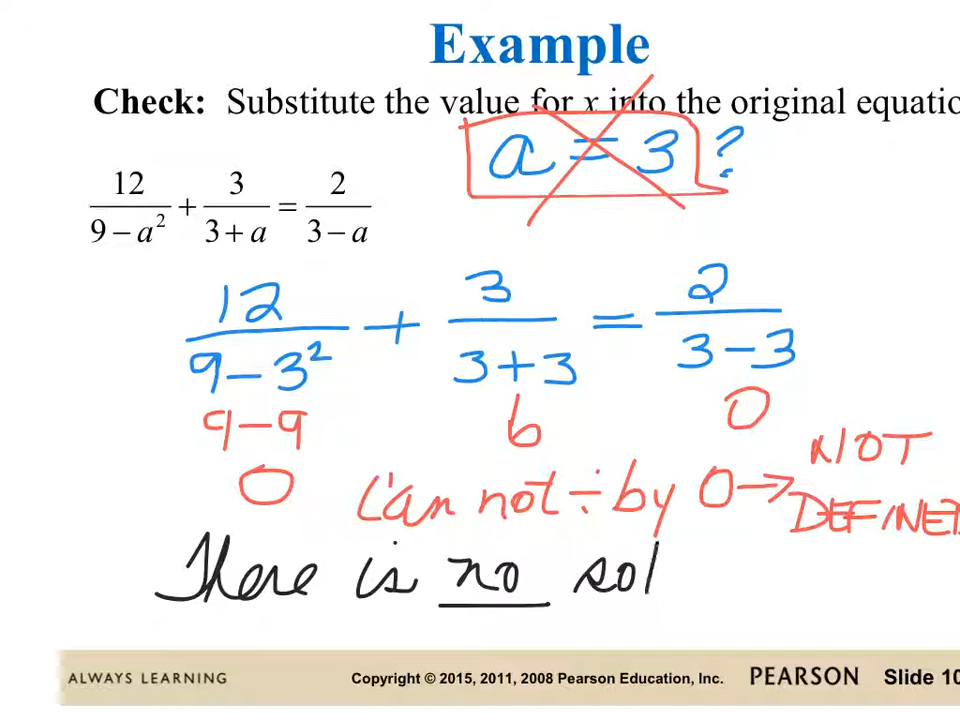 Example
Check: Substitute the value for x into the original equatio
a = 3 ?
12/(9 – a²) + 3/(3 + a) = 2/(3 – a)
12/(9 – 3²) + 3/(3 + 3) = 2/(3 – 3)
9 – 9 6 0
0 Can not ÷ by 0 → NOT DEFINED
There is no sol
ALWAYS LEARNING Copyright © 2015, 2011, 2008 Pearson Education, Inc. PEARSON Slide 10